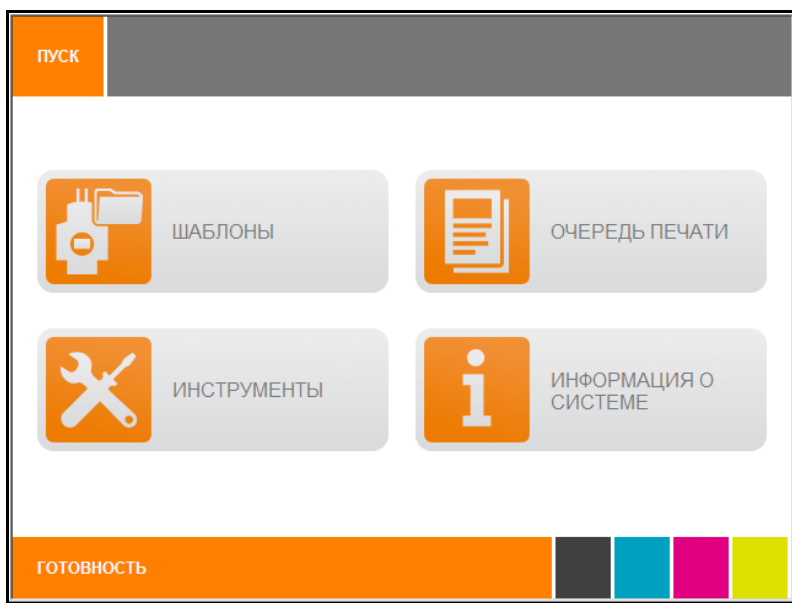 ПУСК
ШАБЛОНЫ
ОЧЕРЕДЬ ПЕЧАТИ
ИНСТРУМЕНТЫ
ИНФОРМАЦИЯ О
СИСТЕМЕ
ГОТОВНОСТЬ